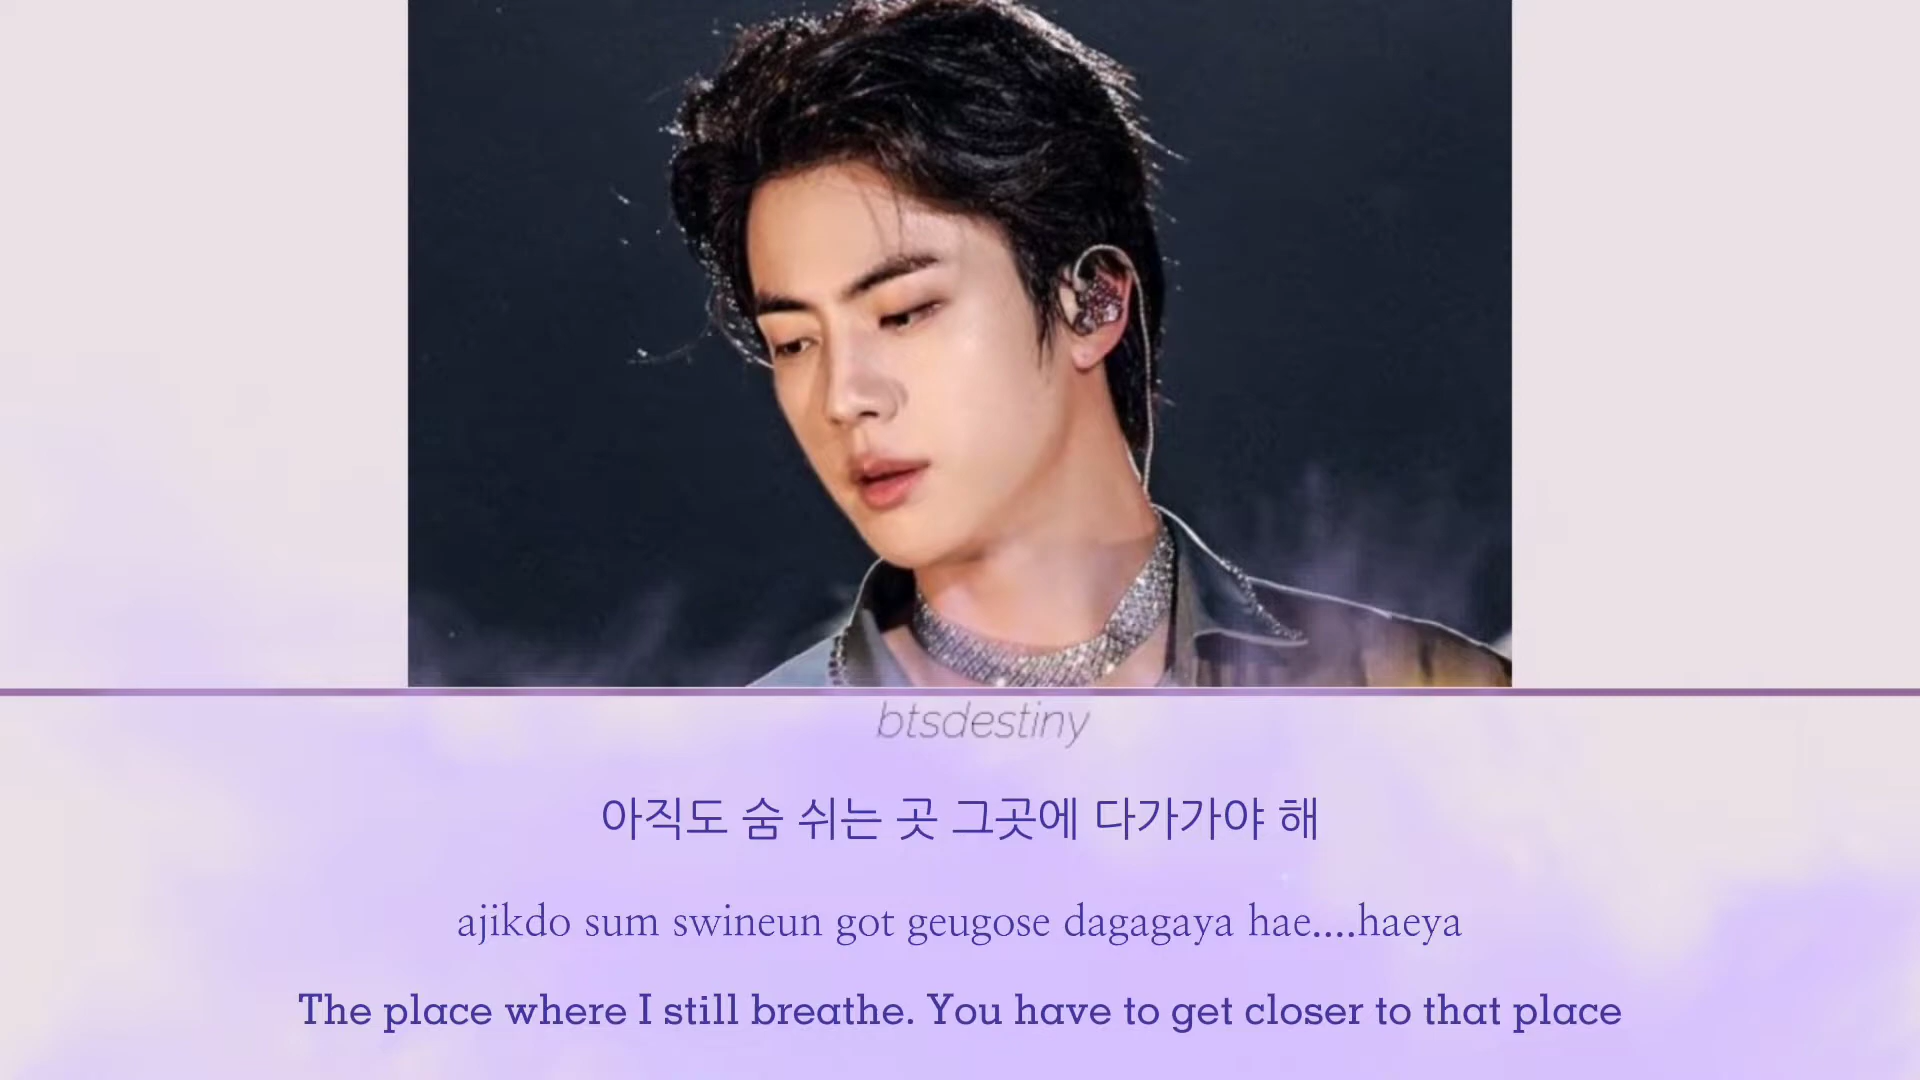 btsdestiny
아직도 숨 쉬는 곳 그곳에 다가가야 해
ajikdo sum swineun got geugose dagagaya hae....haeya
The place where I still breathe. You have to get closer to that place